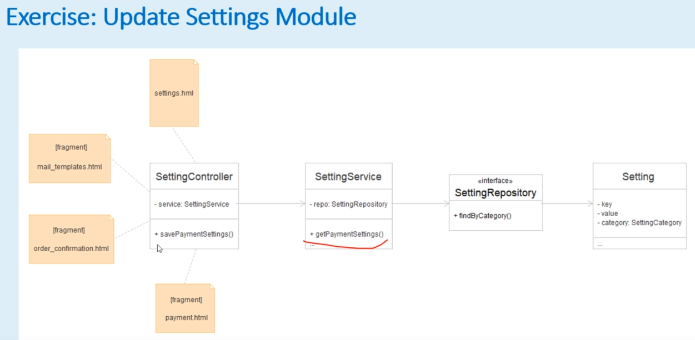 Exercise: Update Settings Module
settings.hml
[fragment]
mail_templates.html
[fragment]
order_confirmation.html
[fragment]
payment.html
SettingController
- service: SettingService
+ savePaymentSettings()
SettingService
- repo: SettingRepository
+ getPaymentSettings()
...
«interface»
SettingRepository
+ findByCategory()
Setting
- key
- value
- category: SettingCategory
...